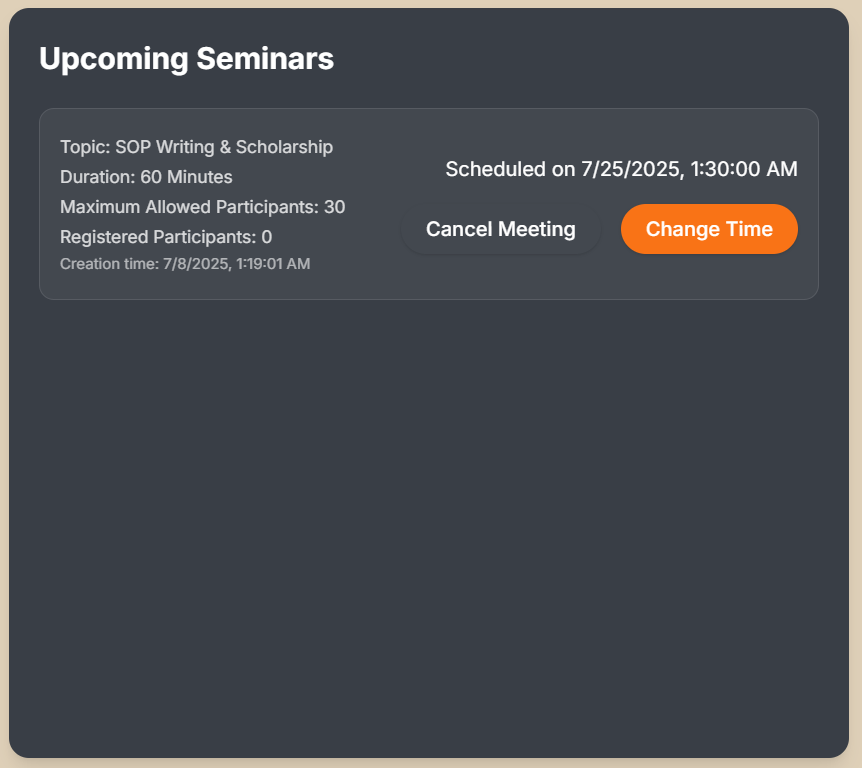 Upcoming Seminars
Topic: SOP Writing & Scholarship
Duration: 60 Minutes
Maximum Allowed Participants: 30
Registered Participants: 0
Creation time: 7/8/2025, 1:19:01 AM
Scheduled on 7/25/2025, 1:30:00 AM
Cancel Meeting
Change Time